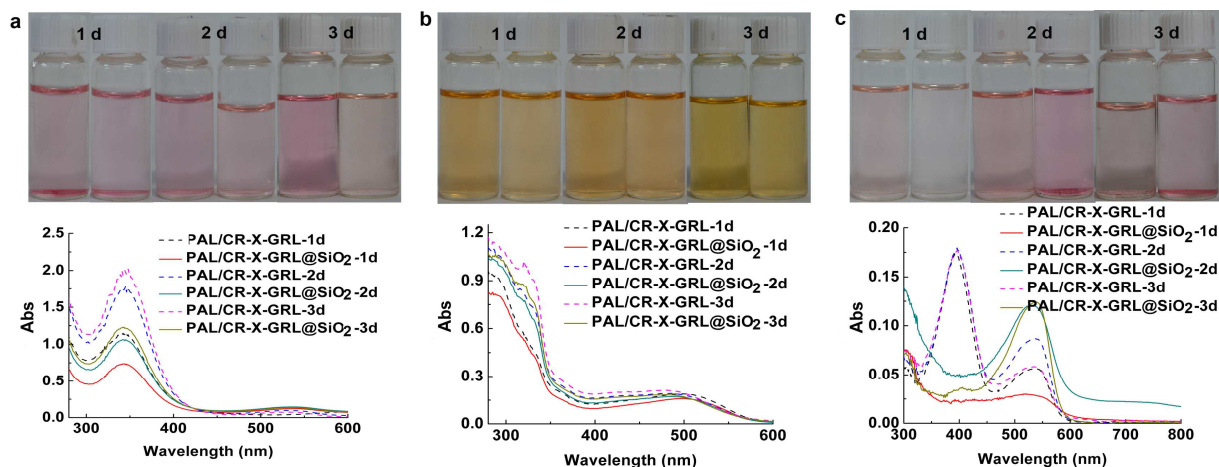 a
1 d 2 d 3 d
b
1 d 2 d 3 d
c
1 d 2 d 3 d
2.5
2.0
1.5
1.0
0.5
0.0
Abs
300 400 500 600
Wavelength (nm)
PAL/CR-X-GRL-1d
PAL/CR-X-GRL@SiO₂-1d
PAL/CR-X-GRL-2d
PAL/CR-X-GRL@SiO₂-2d
PAL/CR-X-GRL-3d
PAL/CR-X-GRL@SiO₂-3d
1.2
0.9
0.6
0.3
0.0
Abs
300 400 500 600
Wavelength (nm)
PAL/CR-X-GRL-1d
PAL/CR-X-GRL@SiO₂-1d
PAL/CR-X-GRL-2d
PAL/CR-X-GRL@SiO₂-2d
PAL/CR-X-GRL-3d
PAL/CR-X-GRL@SiO₂-3d
0.20
0.15
0.10
0.05
0.00
Abs
300 400 500 600 700 800
Wavelength (nm)
PAL/CR-X-GRL-1d
PAL/CR-X-GRL@SiO₂-1d
PAL/CR-X-GRL-2d
PAL/CR-X-GRL@SiO₂-2d
PAL/CR-X-GRL-3d
PAL/CR-X-GRL@SiO₂-3d